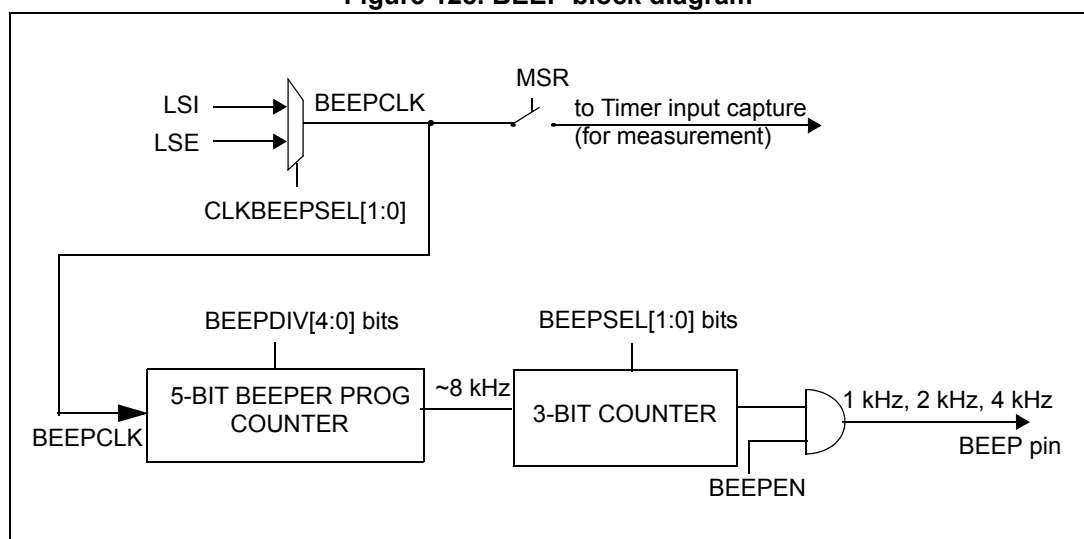 Figure 128. BEEP block diagram
MSR
LSI
BEEPCLK
to Timer input capture
(for measurement)
LSE
CLKBEEPSEL[1:0]
BEEPDIV[4:0] bits
BEEPSEL[1:0] bits
5-BIT BEEPER PROG
COUNTER
~8 kHz
3-BIT COUNTER
1 kHz, 2 kHz, 4 kHz
BEEPCLK
BEEP pin
BEEPEN